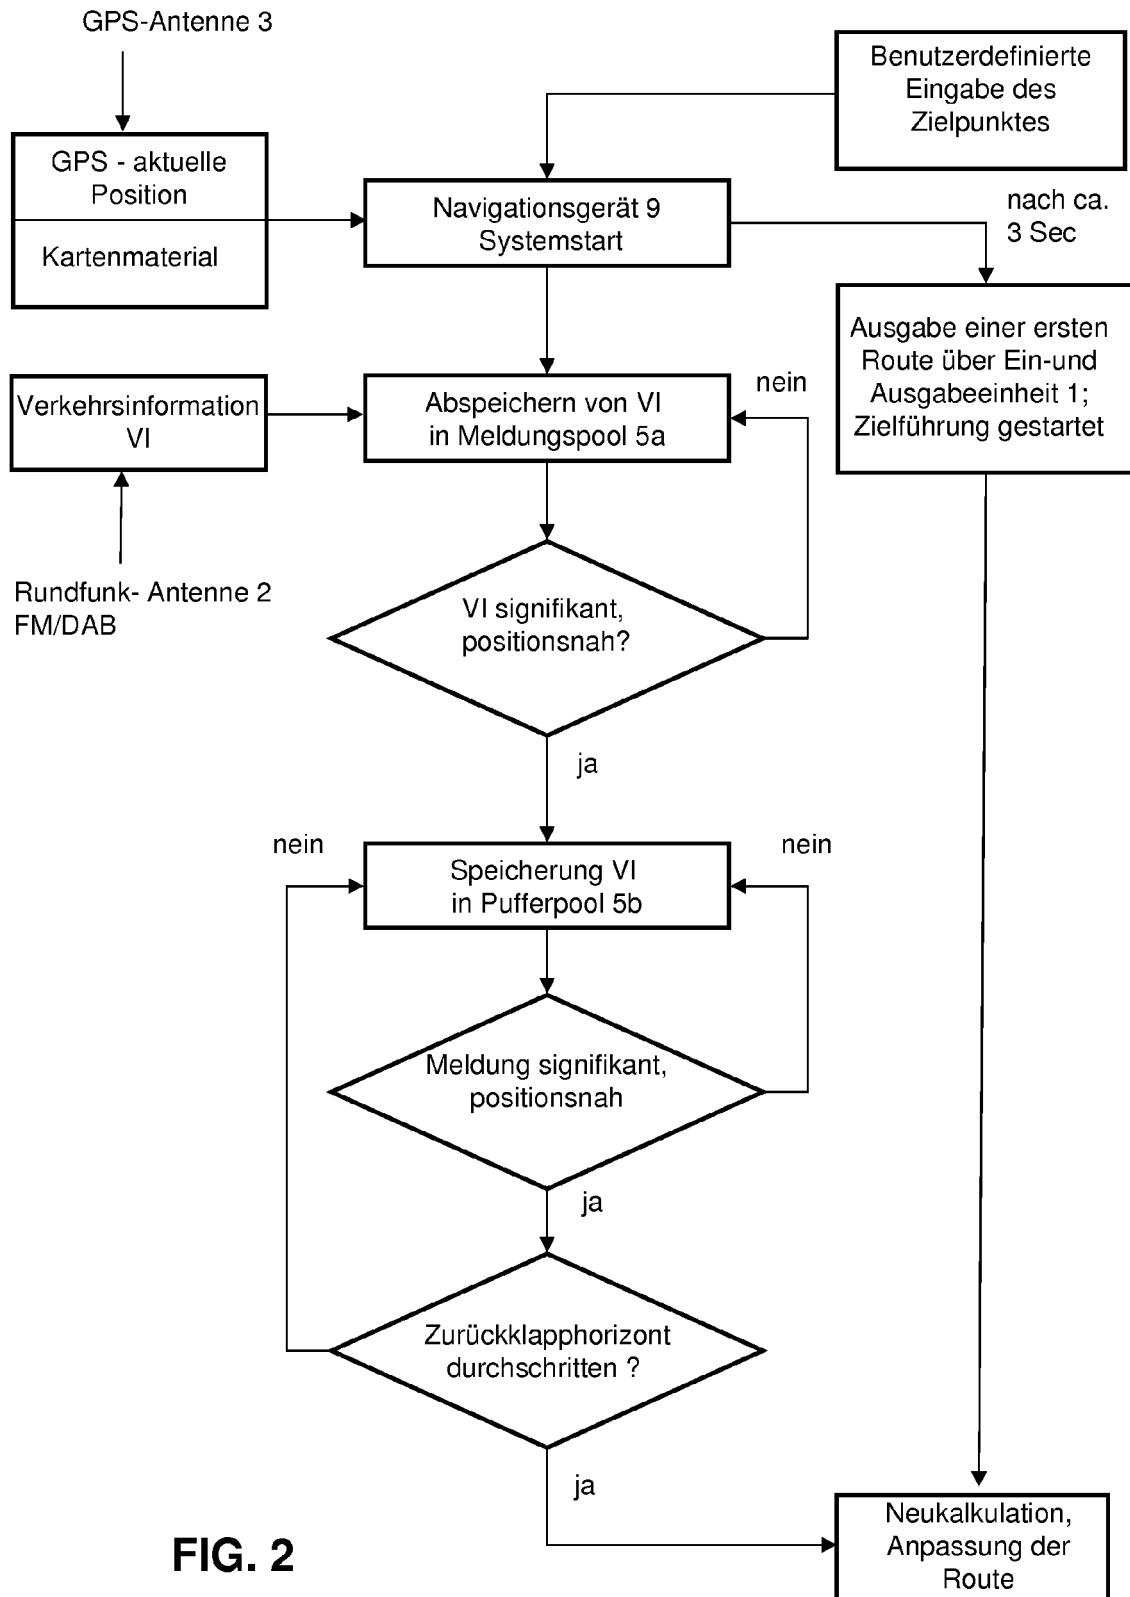 GPS-Antenne 3
Benutzerdefinierte
Eingabe des
Zielpunktes
GPS - aktuelle
Position
Kartenmaterial
Navigationsgerät 9
Systemstart
nach ca.
3 Sec
Ausgabe einer ersten
Route über Ein-und
Ausgabeeinheit 1;
Zielführung gestartet
Verkehrsinformation
VI
Abspeichern von VI
in Meldungspool 5a
nein
Rundfunk- Antenne 2
FM/DAB
VI signifikant,
positionsnah?
ja
nein
Speicherung VI
in Pufferpool 5b
nein
Meldung signifikant,
positionsnah
ja
Zurückklapphorizont
durchschritten ?
ja
Neukalkulation,
Anpassung der
Route
FIG. 2